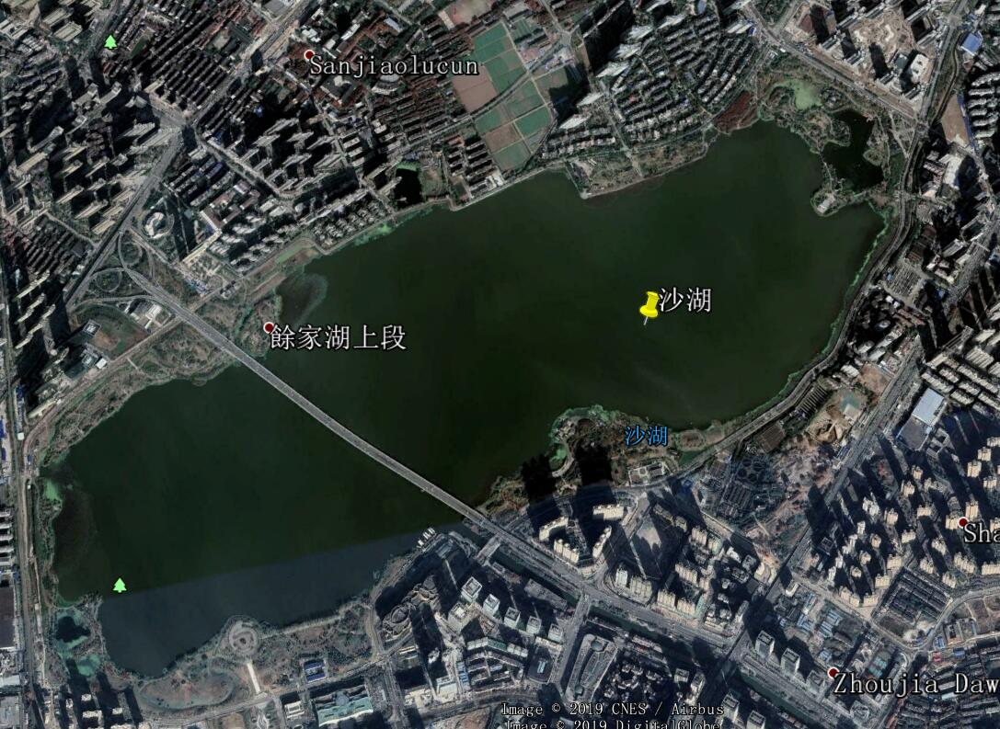 Sanjiaolucun
沙湖
餘家湖上段
沙湖
Sha
Zhoujia Daw
Image © 2019 CNES / Airbus
Image © 2019 DigitalGlobe